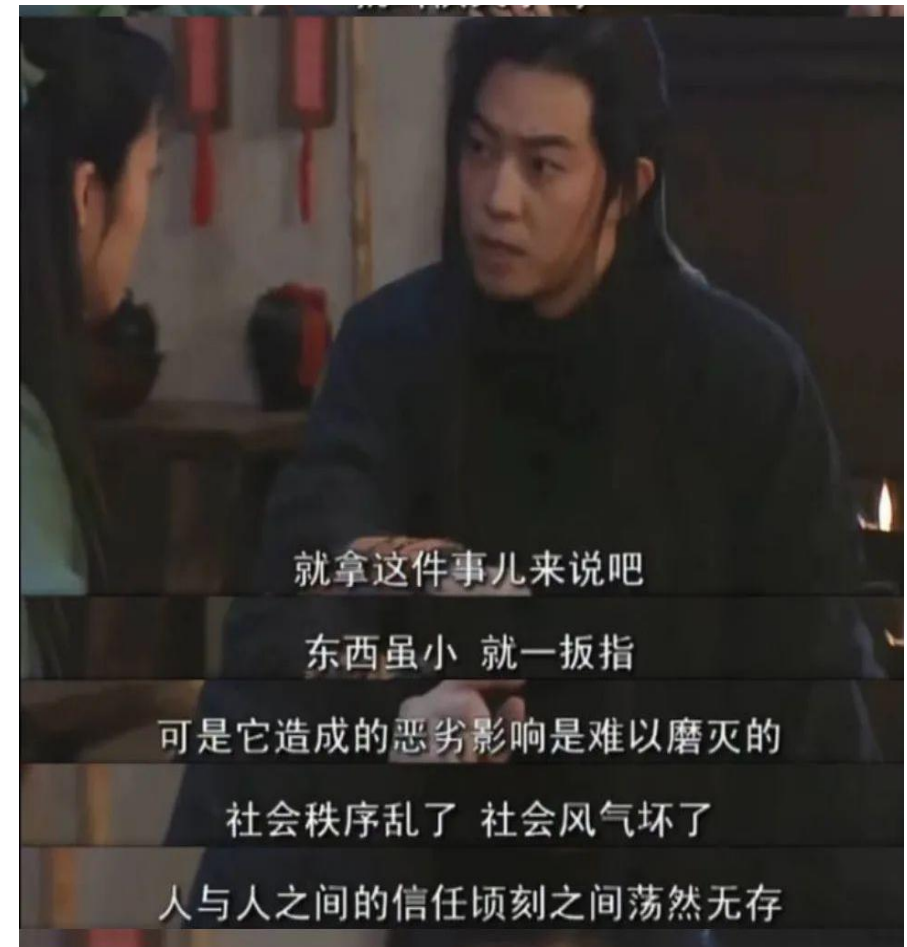 就拿这件事儿来说吧
东西虽小 就一扳指
可是它造成的恶劣影响是难以磨灭的
社会秩序乱了 社会风气坏了
人与人之间的信任顷刻之间荡然无存